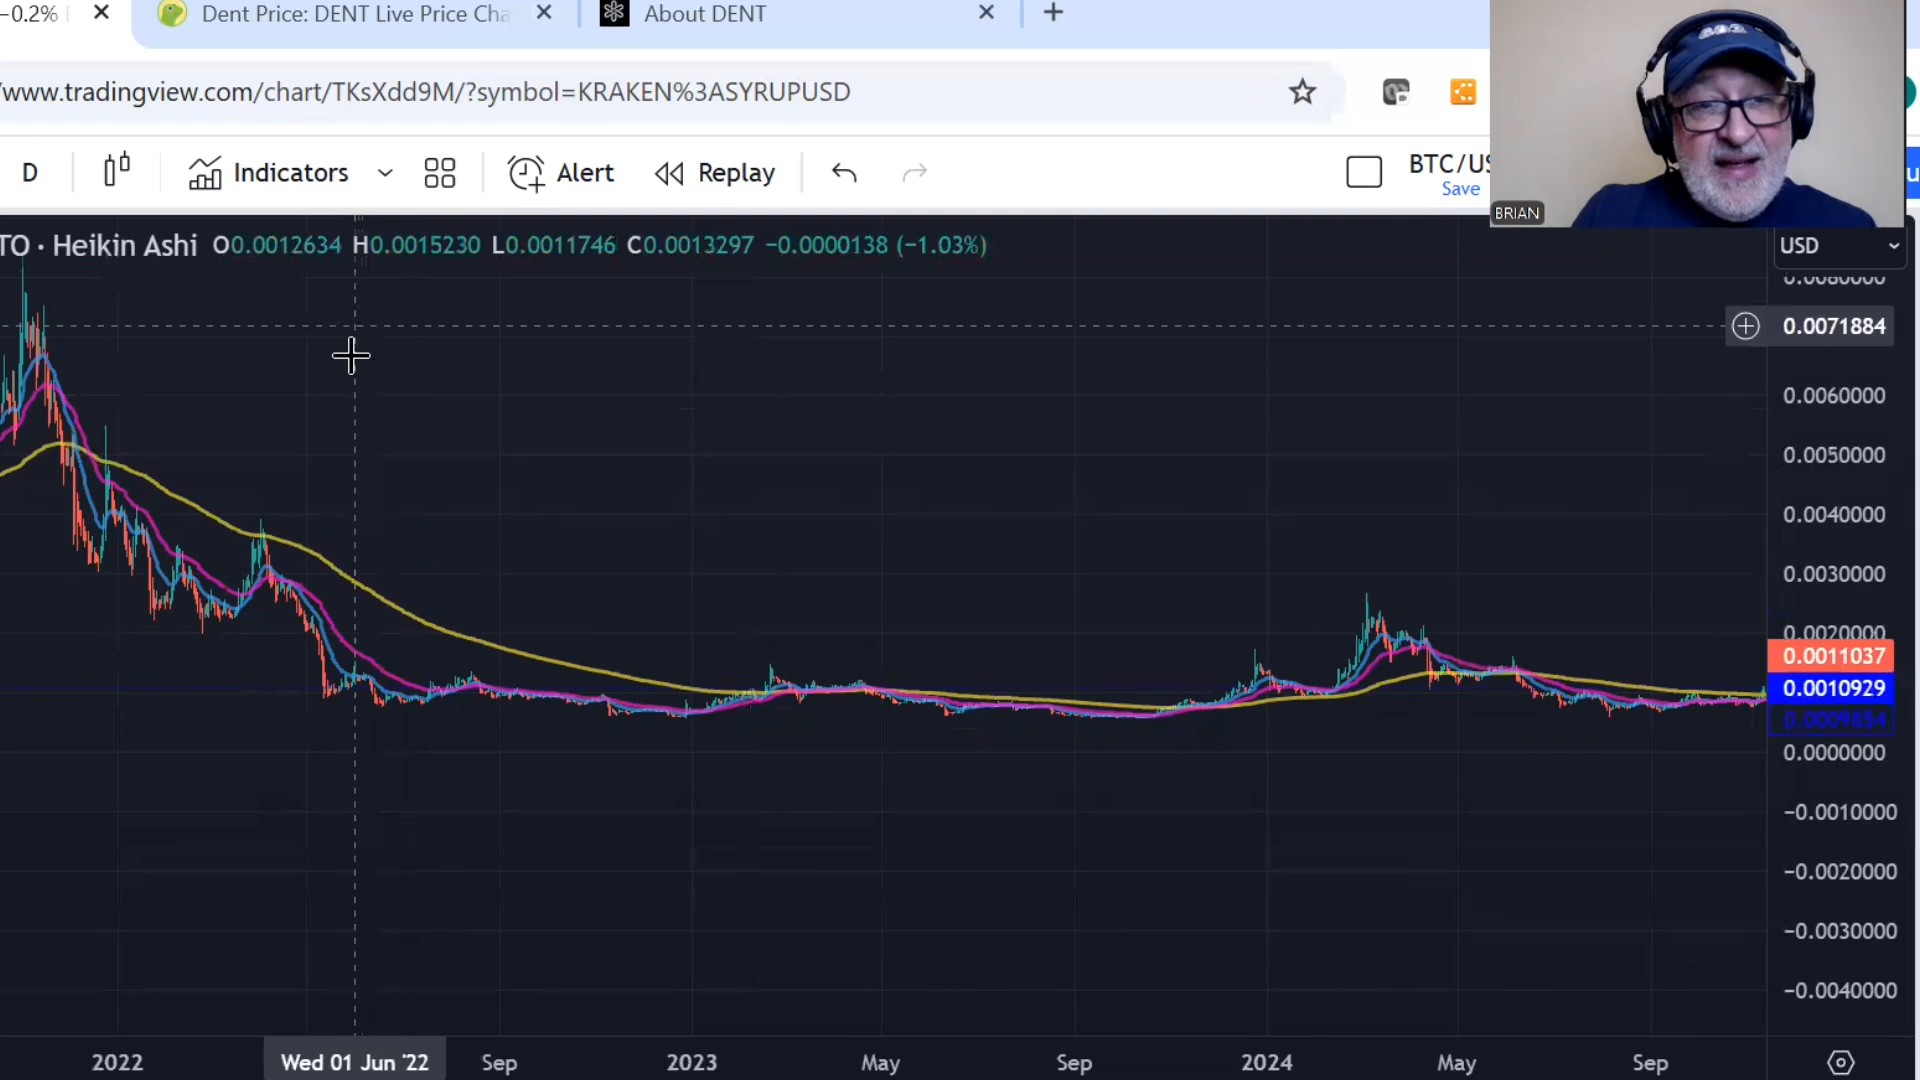 -0.2%
Dent Price: DENT Live Price Cha
About DENT
/www.tradingview.com/chart/TKsXdd9M/?symbol=KRAKEN%3ASYRUPUSD
D
Indicators
Alert
Replay
BTC/US
Save
BRIAN
TO · Heikin Ashi O0.0012634 H0.0015230 L0.0011746 C0.0013297 −0.0000138 (−1.03%)
USD
0.0080000
0.0071884
0.0060000
0.0050000
0.0040000
0.0030000
0.0020000
0.0011037
0.0010929
0.0009854
0.0000000
−0.0010000
−0.0020000
−0.0030000
−0.0040000
2022
Wed 01 Jun '22
Sep
2023
May
Sep
2024
May
Sep